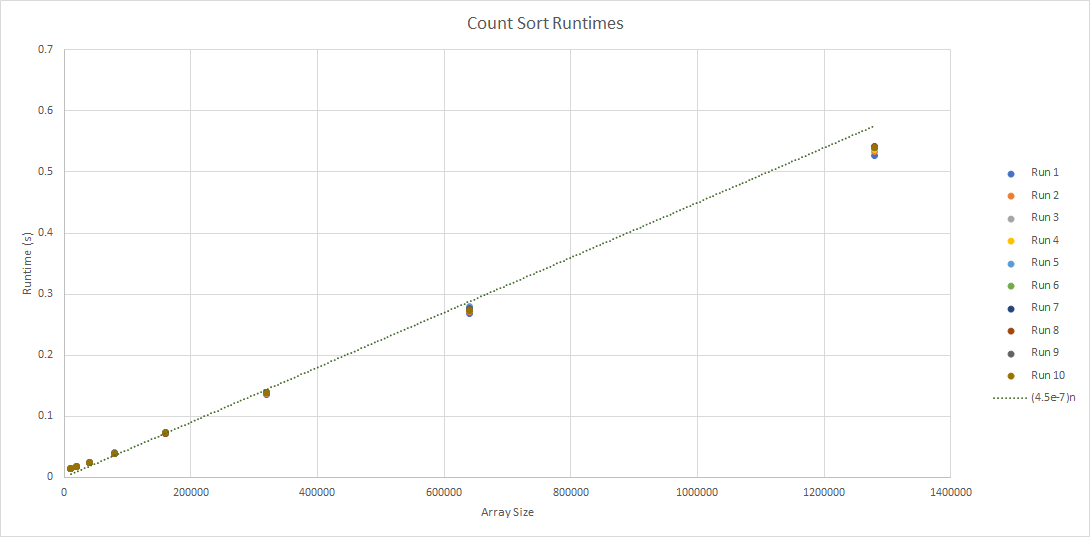 Count Sort Runtimes
0.7
0.6
0.5
0.4
0.3
0.2
0.1
0
Runtime (s)
0 200000 400000 600000 800000 1000000 1200000 1400000
Array Size
Run 1
Run 2
Run 3
Run 4
Run 5
Run 6
Run 7
Run 8
Run 9
Run 10
(4.5e-7)n